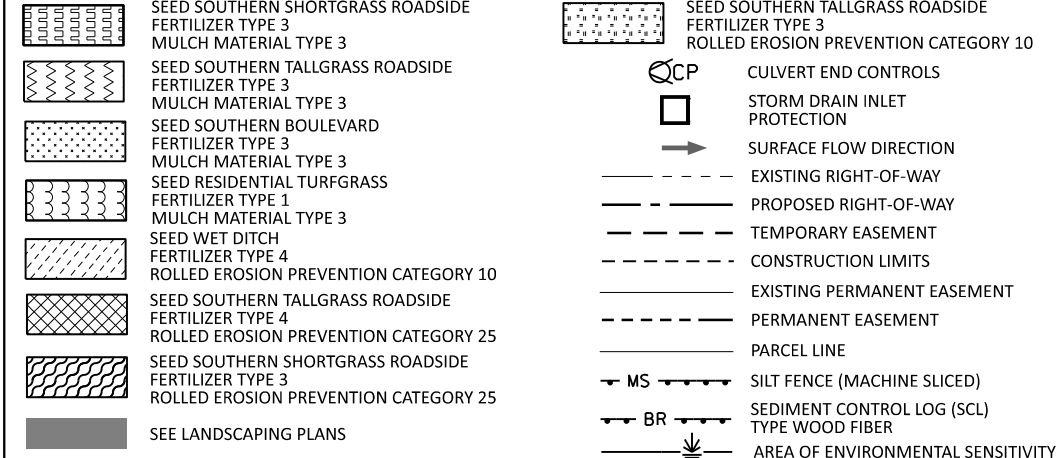 SEED SOUTHERN SHORTGRASS ROADSIDE
FERTILIZER TYPE 3
MULCH MATERIAL TYPE 3
SEED SOUTHERN TALLGRASS ROADSIDE
FERTILIZER TYPE 3
MULCH MATERIAL TYPE 3
SEED SOUTHERN BOULEVARD
FERTILIZER TYPE 3
MULCH MATERIAL TYPE 3
SEED RESIDENTIAL TURFGRASS
FERTILIZER TYPE 1
MULCH MATERIAL TYPE 3
SEED WET DITCH
FERTILIZER TYPE 4
ROLLED EROSION PREVENTION CATEGORY 10
SEED SOUTHERN TALLGRASS ROADSIDE
FERTILIZER TYPE 4
ROLLED EROSION PREVENTION CATEGORY 25
SEED SOUTHERN SHORTGRASS ROADSIDE
FERTILIZER TYPE 3
ROLLED EROSION PREVENTION CATEGORY 25
SEE LANDSCAPING PLANS
SEED SOUTHERN TALLGRASS ROADSIDE
FERTILIZER TYPE 3
ROLLED EROSION PREVENTION CATEGORY 10
CP CULVERT END CONTROLS
STORM DRAIN INLET
PROTECTION
SURFACE FLOW DIRECTION
EXISTING RIGHT-OF-WAY
PROPOSED RIGHT-OF-WAY
TEMPORARY EASEMENT
CONSTRUCTION LIMITS
EXISTING PERMANENT EASEMENT
PERMANENT EASEMENT
PARCEL LINE
MS SILT FENCE (MACHINE SLICED)
BR SEDIMENT CONTROL LOG (SCL)
TYPE WOOD FIBER
AREA OF ENVIRONMENTAL SENSITIVITY